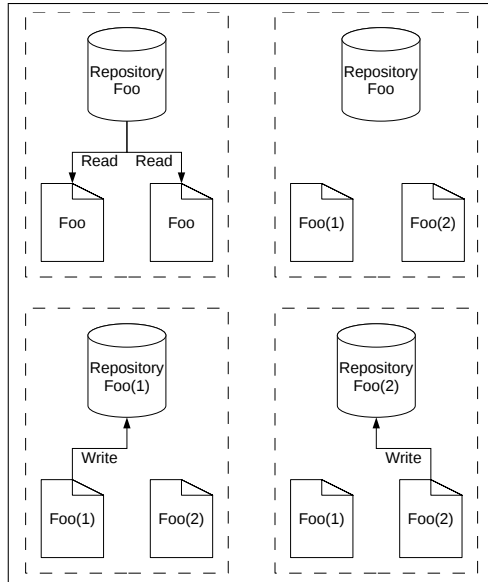 Repository
Foo
Read Read
Foo Foo
Repository
Foo
Foo(1) Foo(2)
Repository
Foo(1)
Write
Foo(1) Foo(2)
Repository
Foo(2)
Write
Foo(1) Foo(2)